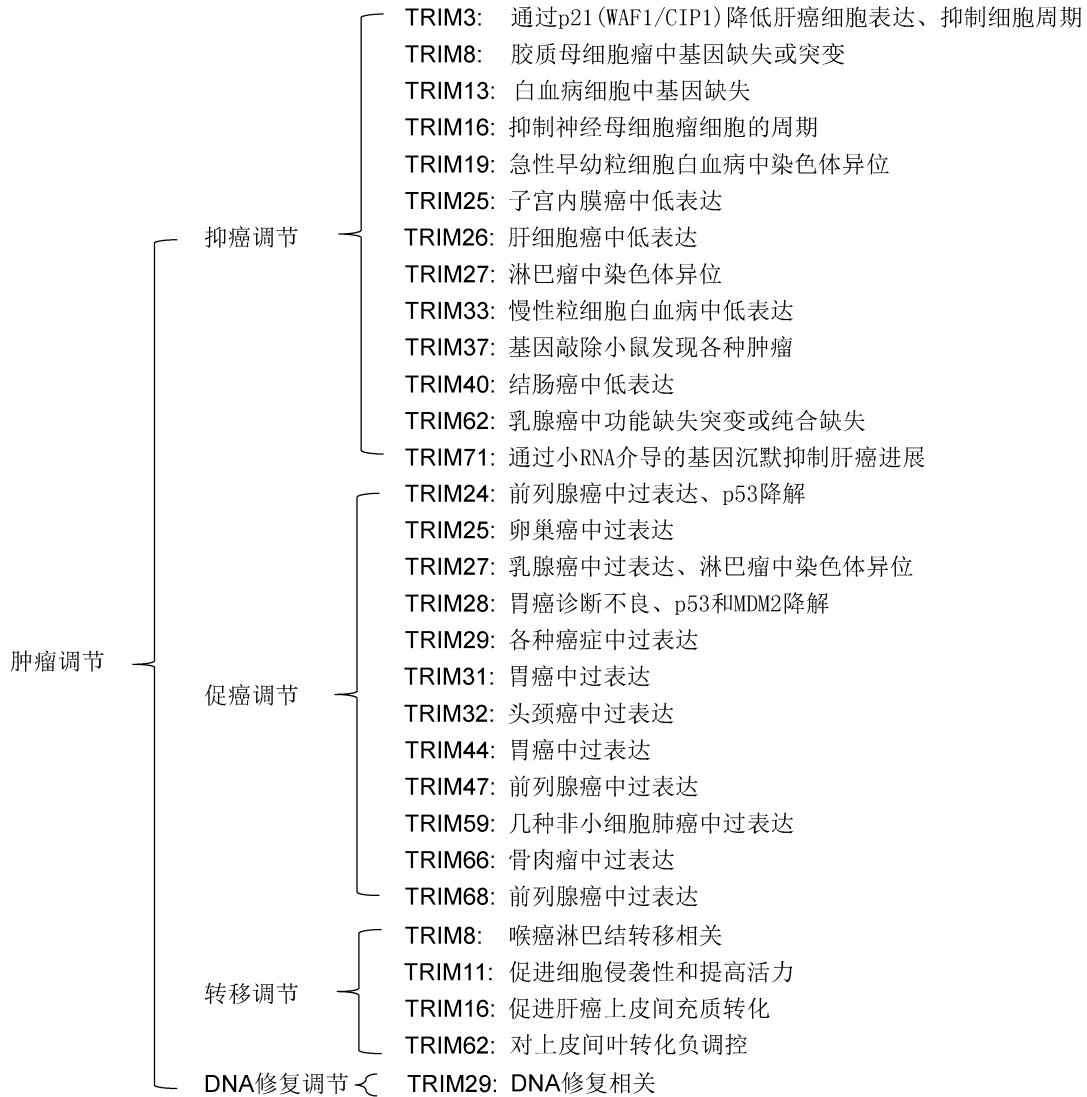 TRIM3: 通过p21(WAF1/CIP1)降低肝癌细胞表达、抑制细胞周期
TRIM8: 胶质母细胞瘤中基因缺失或突变
TRIM13: 白血病细胞中基因缺失
TRIM16: 抑制神经母细胞瘤细胞的周期
TRIM19: 急性早幼粒细胞白血病中染色体异位
TRIM25: 子宫内膜癌中低表达
抑癌调节
TRIM26: 肝细胞癌中低表达
TRIM27: 淋巴瘤中染色体异位
TRIM33: 慢性粒细胞白血病中低表达
TRIM37: 基因敲除小鼠发现各种肿瘤
TRIM40: 结肠癌中低表达
TRIM62: 乳腺癌中功能缺失突变或纯合缺失
TRIM71: 通过小RNA介导的基因沉默抑制肝癌进展
TRIM24: 前列腺癌中过表达、p53降解
TRIM25: 卵巢癌中过表达
TRIM27: 乳腺癌中过表达、淋巴瘤中染色体异位
TRIM28: 胃癌诊断不良、p53和MDM2降解
TRIM29: 各种癌症中过表达
肿瘤调节
TRIM31: 胃癌中过表达
促癌调节
TRIM32: 头颈癌中过表达
TRIM44: 胃癌中过表达
TRIM47: 前列腺癌中过表达
TRIM59: 几种非小细胞肺癌中过表达
TRIM66: 骨肉瘤中过表达
TRIM68: 前列腺癌中过表达
TRIM8: 喉癌淋巴结转移相关
TRIM11: 促进细胞侵袭性和提高活力
转移调节
TRIM16: 促进肝癌上皮间充质转化
TRIM62: 对上皮间叶转化负调控
DNA修复调节
TRIM29: DNA修复相关